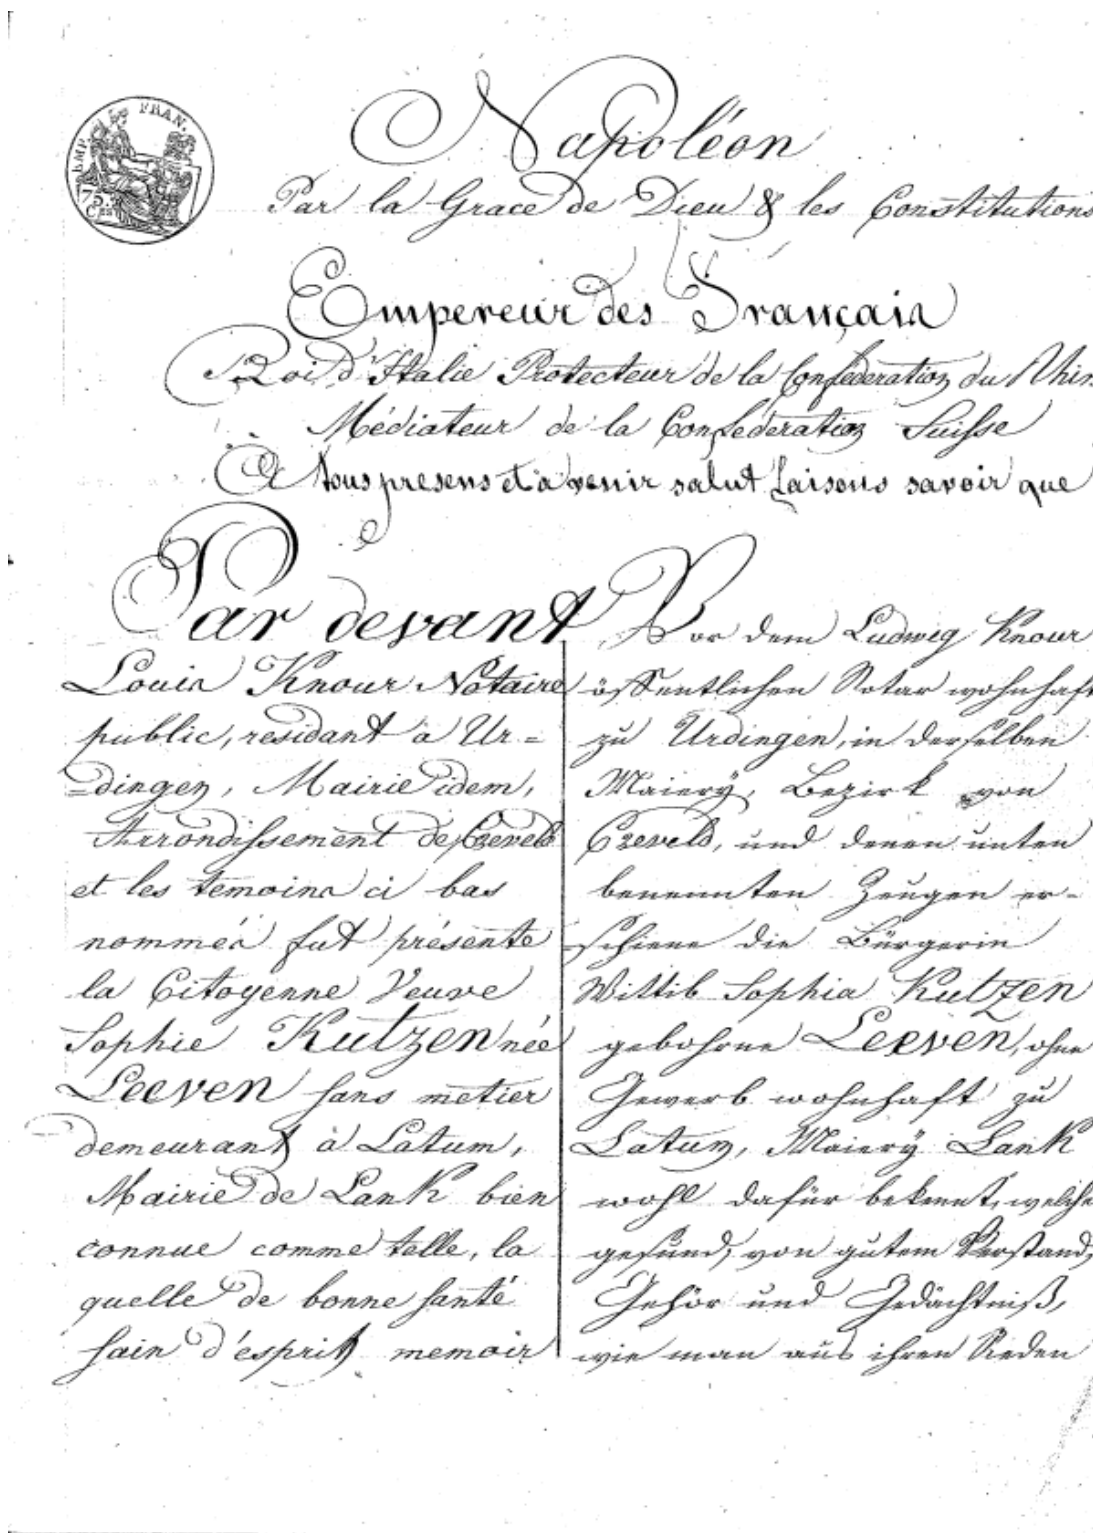 EMP. FRAN.
75.
Cen
Napoléon
Par la Grace de Dieu & les Constitutions
Empereur des Français
Roi d'Italie Protecteur de la Confederation du Rhin
Médiateur de la Confédération Suisse
A tous presens et à venir salut faisons savoir que
Par devant
Louis Knour Notaire
public, residant à Ur=
=dingen, Mairie idem,
Arrondissement de Creveld
et les temoins ci bas
nommés fut présente
la Citoyenne Veuve
Sophie Kutzen née
Leeven sans metier
demeurant à Latum,
Mairie de Lank bien
connue comme telle, la
quelle de bonne santé
sain d'esprit memoir
Vor dem Ludwig Knour
öffentlichen Notar wohnhaft
zu Urdingen, in derselben
Maiery, Bezirk von
Creveld, und denen unten
benennten Zeugen er-
schiene die Bürgerin
Wittib Sophia Kutzen
gebohrne Leeven, ohne
Gewerb wohnhaft zu
Latum, Maiery Lank
wohl dafür bekennt, welche
gesund, von gutem Verstand,
Gehör und Gedächtniß,
wie man aus ihren Reden